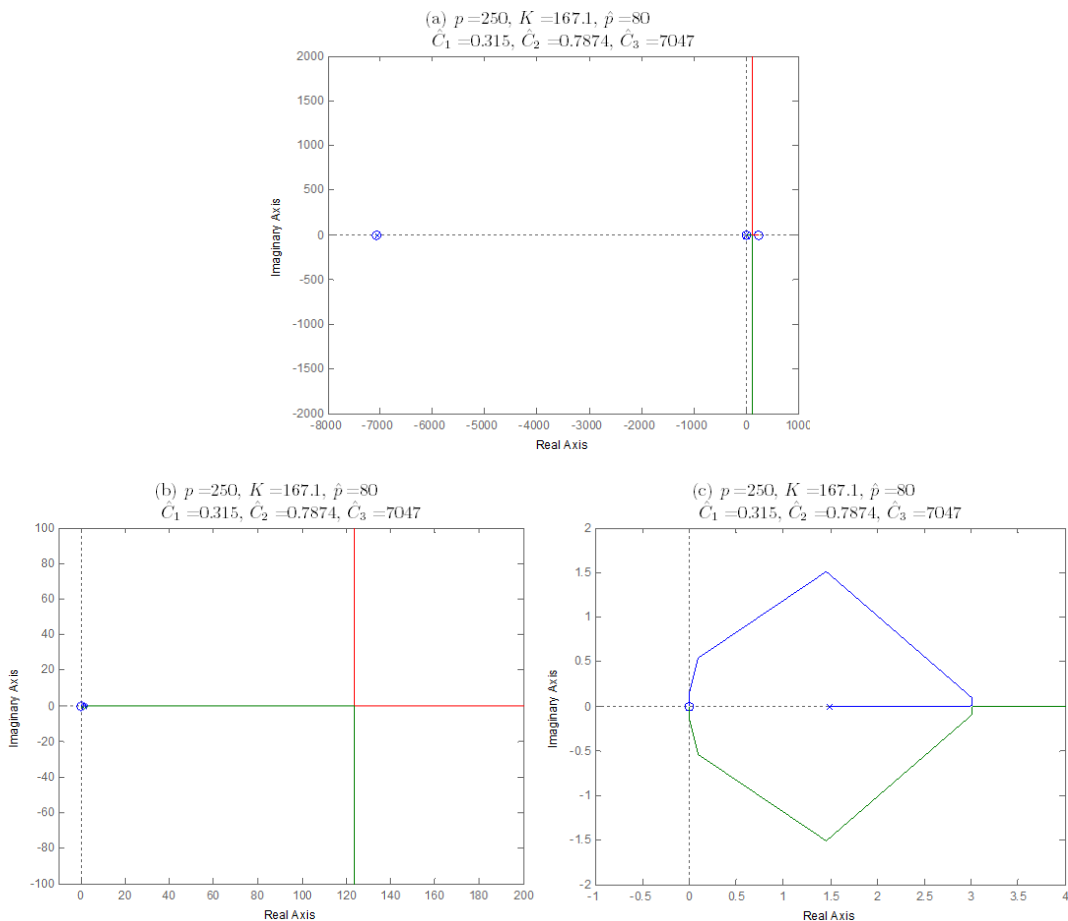 (a) p =250, K =167.1, p̂ =80
Ĉ₁ =0.315, Ĉ₂ =0.7874, Ĉ₃ =7047
2000
1500
1000
500
0
-500
-1000
-1500
-2000
Imaginary Axis
-8000 -7000 -6000 -5000 -4000 -3000 -2000 -1000 0 1000
Real Axis
(b) p =250, K =167.1, p̂ =80
Ĉ₁ =0.315, Ĉ₂ =0.7874, Ĉ₃ =7047
100
80
60
40
20
0
-20
-40
-60
-80
-100
Imaginary Axis
0 20 40 60 80 100 120 140 160 180 200
Real Axis
(c) p =250, K =167.1, p̂ =80
Ĉ₁ =0.315, Ĉ₂ =0.7874, Ĉ₃ =7047
2
1.5
1
0.5
0
-0.5
-1
-1.5
-2
Imaginary Axis
-1 -0.5 0 0.5 1 1.5 2 2.5 3 3.5 4
Real Axis